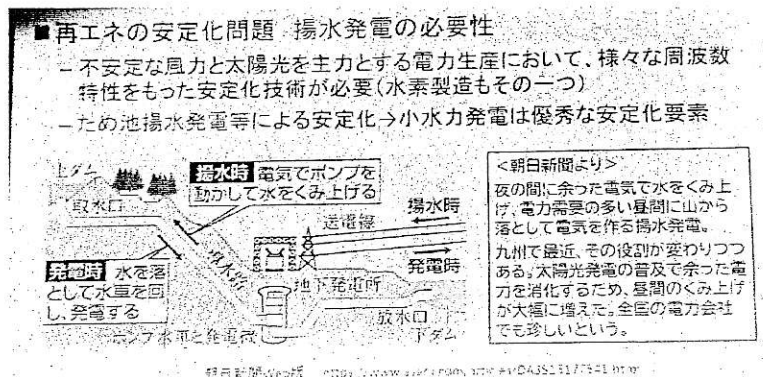 ■再エネの安定化問題 揚水発電の必要性
– 不安定な風力と太陽光を主力とする電力生産において、様々な周波数
特性をもった安定化技術が必要(水素製造もその一つ)
– ため池揚水発電等による安定化→小水力発電は優秀な安定化要素
上ダム
取水口
揚水時 電気でポンプを
動かして水をくみ上げる
送電線
揚水時
発電時
発電時 水を落
として水車を回
し、発電する
地下発電所
放水口
下ダム
ポンプ水車と発電機
<朝日新聞より>
夜の間に余った電気で水をくみ上
げ、電力需要の多い昼間に山から
落として電気を作る揚水発電。
九州で最近、その役割が変わりつつ
ある。太陽光発電の普及で余った電
力を消化するため、昼間のくみ上げ
が大幅に増えた。全国の電力会社
でも珍しいという。